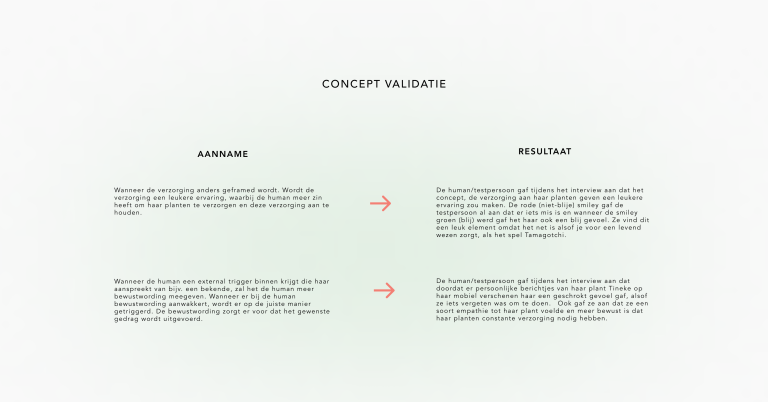 CONCEPT VALIDATIE
AANNAME
Wanneer de verzorging anders geframed wordt. Wordt de
verzorging een leukere ervaring, waarbij de human meer zin
heeft om haar planten te verzorgen en deze verzorging aan te
houden.
Wanneer de human een external trigger binnen krijgt die haar
aanspreekt van bijv. een bekende, zal het de human meer
bewustwording meegeven. Wanneer er bij de human
bewustwording aanwakkert, wordt er op de juiste manier
getriggerd. De bewustwording zorgt er voor dat het gewenste
gedrag wordt uitgevoerd.
RESULTAAT
De human/testpersoon gaf tijdens het interview aan dat het
concept, de verzorging aan haar planten geven een leukere
ervaring zou maken. De rode (niet-blije) smiley gaf de
testpersoon al aan dat er iets mis is en wanneer de smiley
groen (blij) werd gaf het haar ook een blij gevoel. Ze vind dit
een leuk element omdat het net is alsof je voor een levend
wezen zorgt, als het spel Tamagotchi.
De human/testpersoon gaf tijdens het interview aan dat
doordat er persoonlijke berichtjes van haar plant Tineke op
haar mobiel verschenen haar een geschrokt gevoel gaf, alsof
ze iets vergeten was om te doen.  Ook gaf ze aan dat ze een
soort empathie tot haar plant voelde en meer bewust is dat
haar planten constante verzorging nodig hebben.